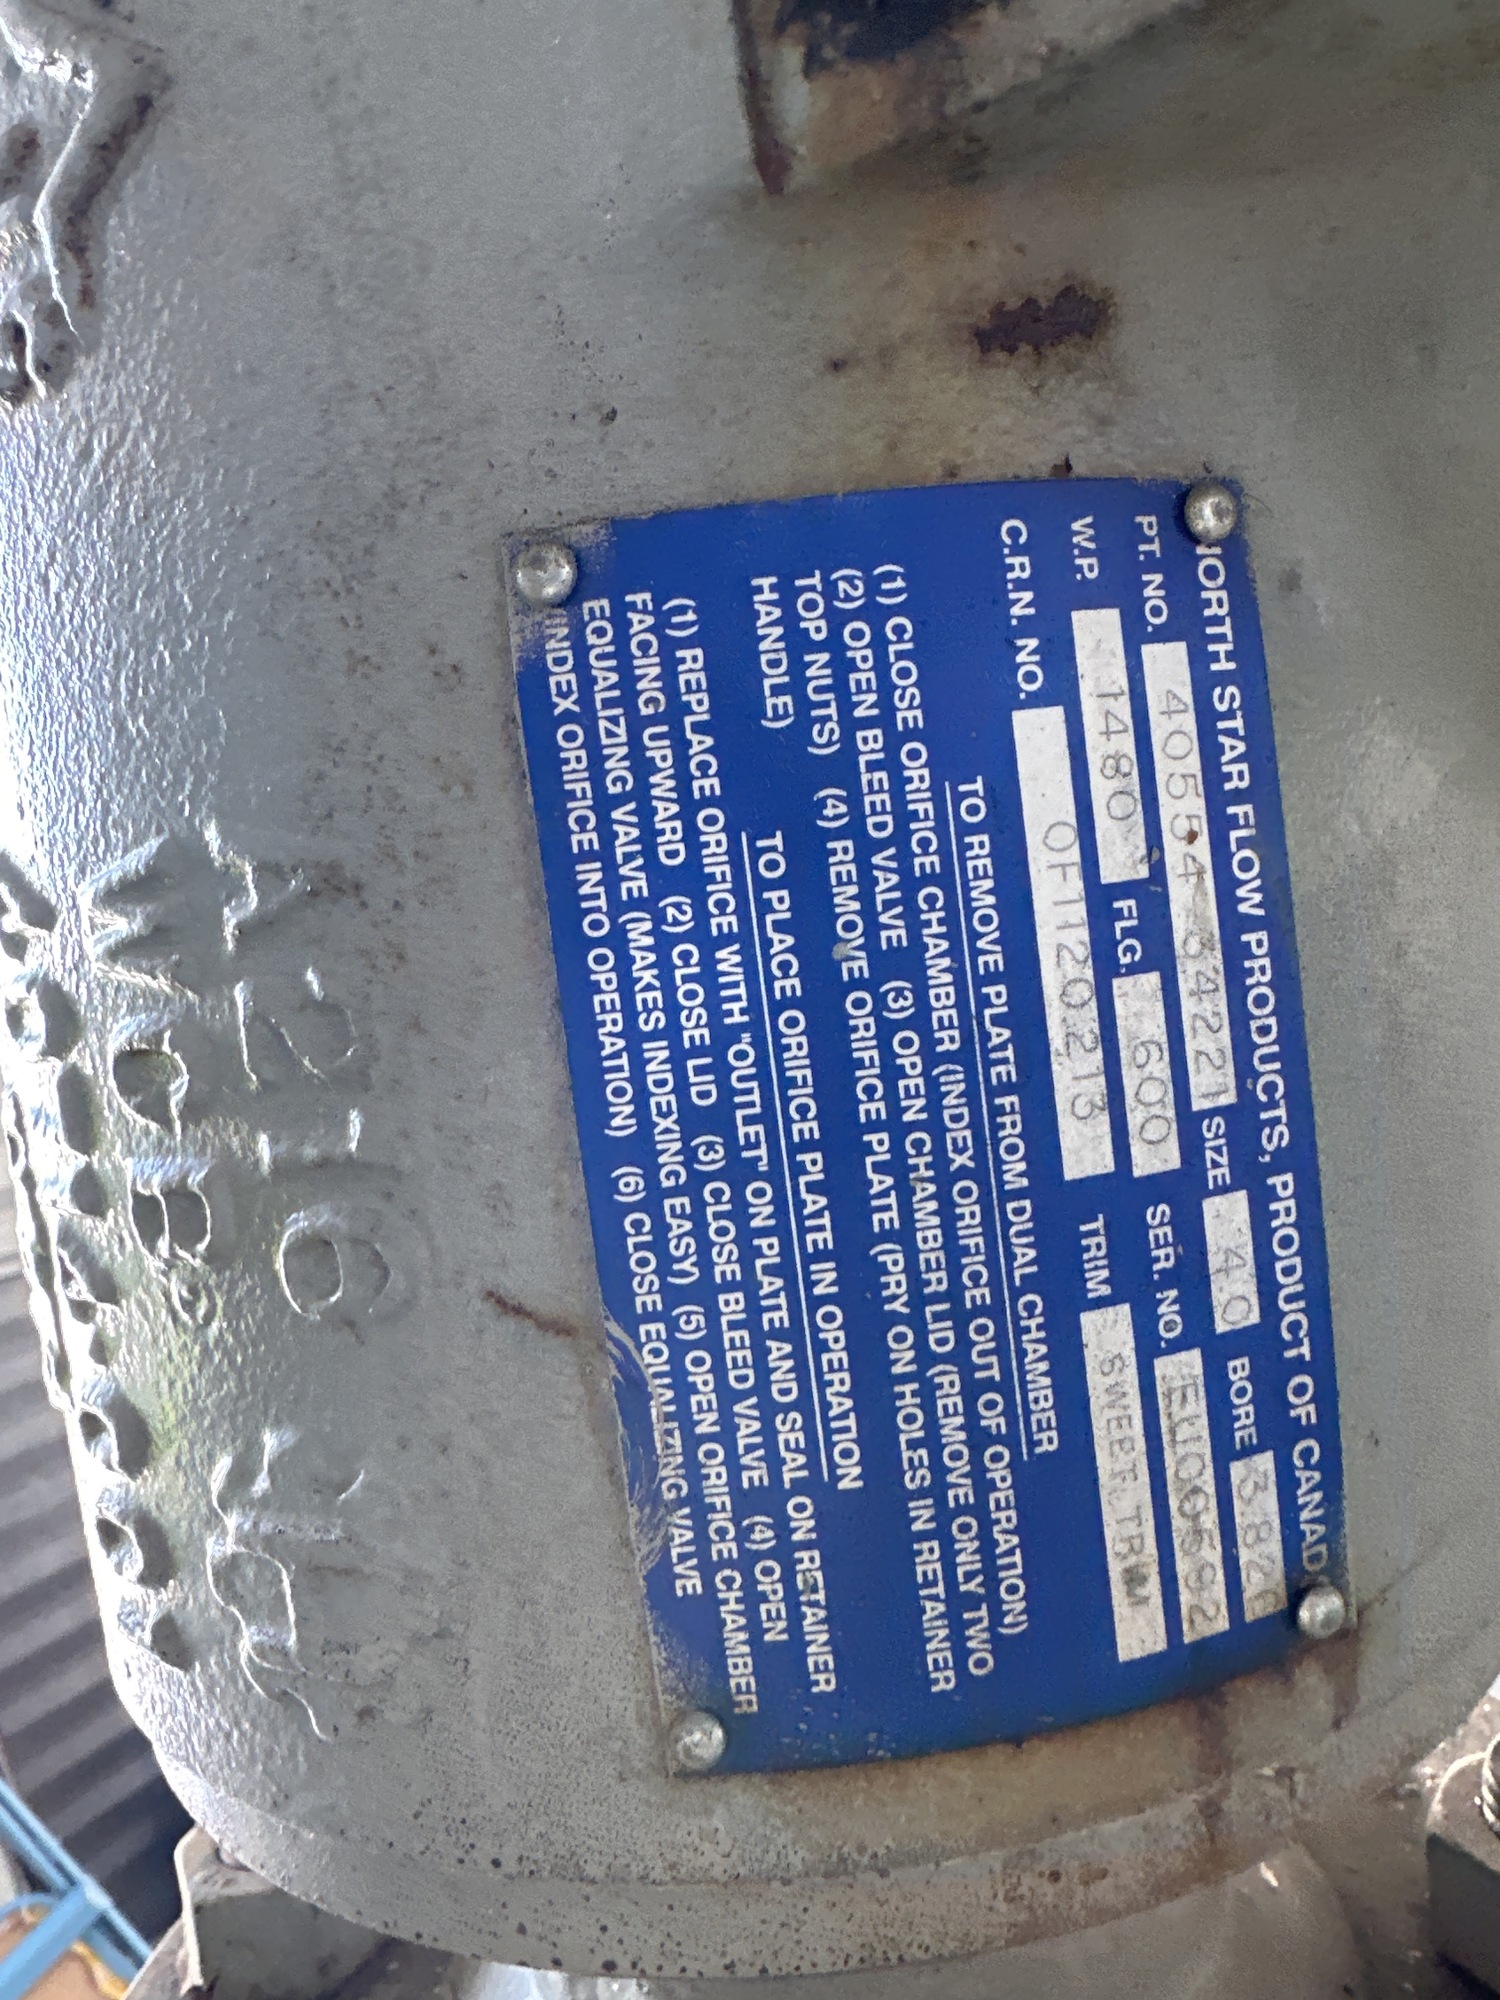 NORTH STAR FLOW PRODUCTS, PRODUCT OF CANADA
PT. NO. 40554-34221 SIZE 4.0 BORE 3.826
W.P. 1480 FLG. 600 SER. NO. EU00592
C.R.N. NO. 0F1120.213 TRIM SWEET TRIM
TO REMOVE PLATE FROM DUAL CHAMBER
(1) CLOSE ORIFICE CHAMBER (INDEX ORIFICE OUT OF OPERATION)
(2) OPEN BLEED VALVE (3) OPEN CHAMBER LID (REMOVE ONLY TWO
TOP NUTS) (4) REMOVE ORIFICE PLATE (PRY ON HOLES IN RETAINER
HANDLE)
TO PLACE ORIFICE PLATE IN OPERATION
(1) REPLACE ORIFICE WITH "OUTLET" ON PLATE AND SEAL ON RETAINER
FACING UPWARD (2) CLOSE LID (3) CLOSE BLEED VALVE (4) OPEN
EQUALIZING VALVE (MAKES INDEXING EASY) (5) OPEN ORIFICE CHAMBER
(INDEX ORIFICE INTO OPERATION) (6) CLOSE EQUALIZING VALVE